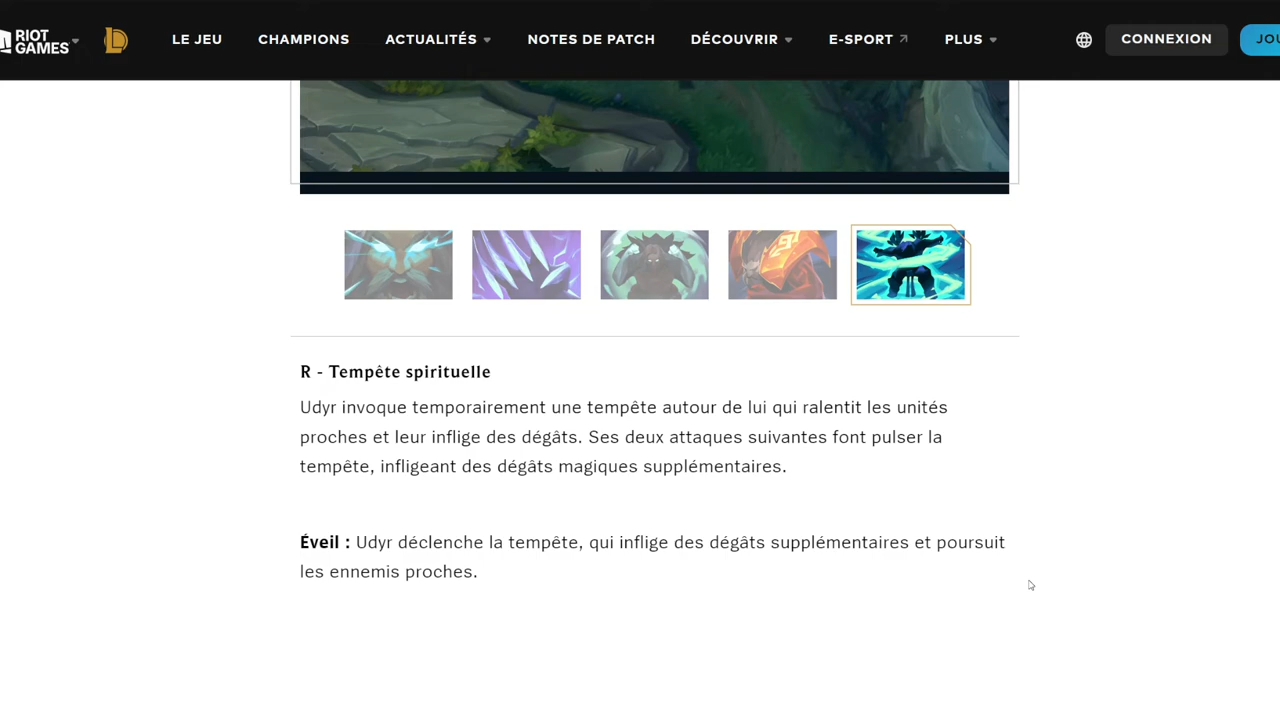 RIOT
GAMES
LE JEU CHAMPIONS ACTUALITÉS NOTES DE PATCH DÉCOUVRIR E-SPORT PLUS CONNEXION JOU
R - Tempête spirituelle
Udyr invoque temporairement une tempête autour de lui qui ralentit les unités
proches et leur inflige des dégâts. Ses deux attaques suivantes font pulser la
tempête, infligeant des dégâts magiques supplémentaires.
Éveil : Udyr déclenche la tempête, qui inflige des dégâts supplémentaires et poursuit
les ennemis proches.